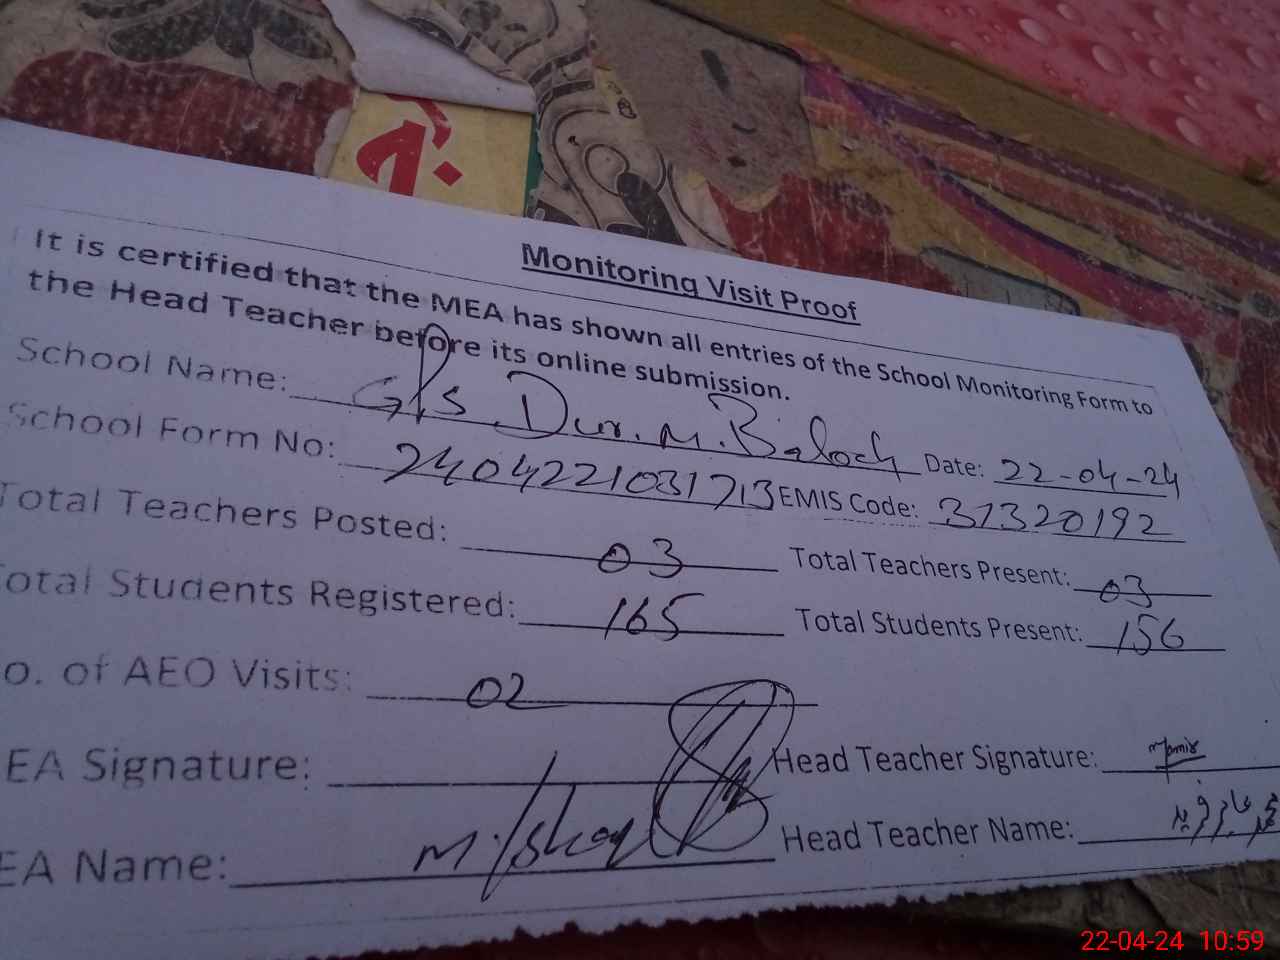 Monitoring Visit Proof
It is certified that the MEA has shown all entries of the School Monitoring Form to
the Head Teacher before its online submission.
School Name: GPS Dur. M. Baloch Date: 22-04-24
School Form No: 2404221031713 EMIS Code: 31320192
Total Teachers Posted: 03 Total Teachers Present: 03
Total Students Registered: 165 Total Students Present: 156
o. of AEO Visits: 02
EA Signature: Head Teacher Signature:
EA Name: M. Ishaq Head Teacher Name:
22-04-24 10:59